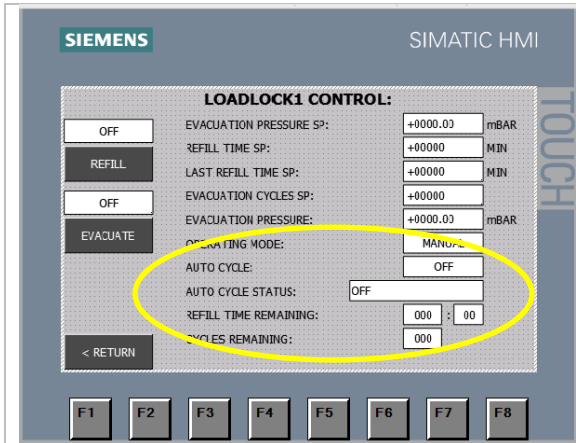 SIEMENS SIMATIC HMI
TOUCH
LOADLOCK1 CONTROL:
OFF
REFILL
OFF
EVACUATE
< RETURN
EVACUATION PRESSURE SP: +0000.00 mBAR
REFILL TIME SP: +00000 MIN
LAST REFILL TIME SP: +00000 MIN
EVACUATION CYCLES SP: +00000
EVACUATION PRESSURE: +0000.00 mBAR
OPERATING MODE: MANUAL
AUTO CYCLE: OFF
AUTO CYCLE STATUS: OFF
REFILL TIME REMAINING: 000 : 00
CYCLES REMAINING: 000
F1 F2 F3 F4 F5 F6 F7 F8